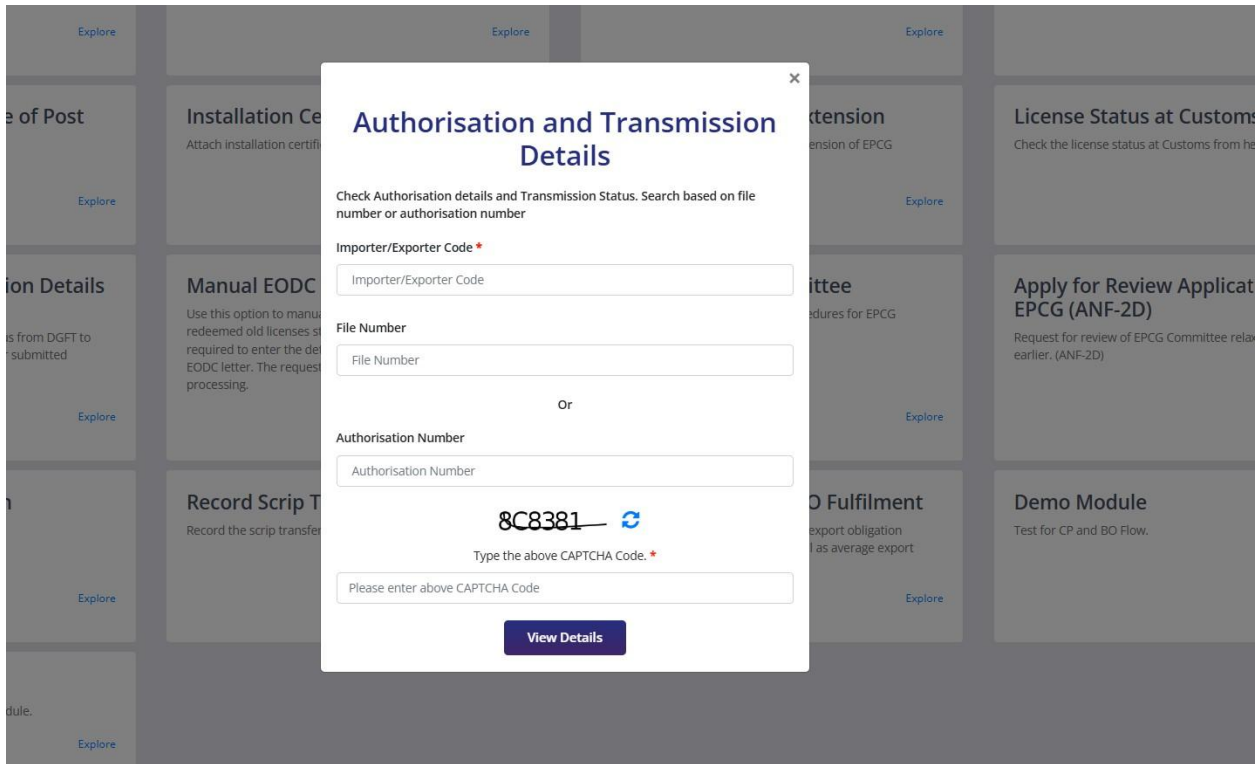 Explore
Explore
Explore
e of Post
Explore
Installation Ce
Attach installation certifi
xtension
ension of EPCG
Explore
License Status at Customs
Check the license status at Customs from he
ion Details
us from DGFT to
r submitted
Explore
Manual EODC
Use this option to manua
redeemed old licenses st
required to enter the det
EODC letter. The request
processing.
ittee
edures for EPCG
Explore
Apply for Review Applicat
EPCG (ANF-2D)
Request for review of EPCG Committee relax
earlier. (ANF-2D)
Explore
Record Scrip T
Record the scrip transfer
O Fulfilment
export obligation
l as average export
Explore
Demo Module
Test for CP and BO Flow.
dule.
Explore
×
Authorisation and Transmission
Details
Check Authorisation details and Transmission Status. Search based on file
number or authorisation number
Importer/Exporter Code *
Importer/Exporter Code
File Number
File Number
Or
Authorisation Number
Authorisation Number
8C8381
Type the above CAPTCHA Code. *
Please enter above CAPTCHA Code
View Details